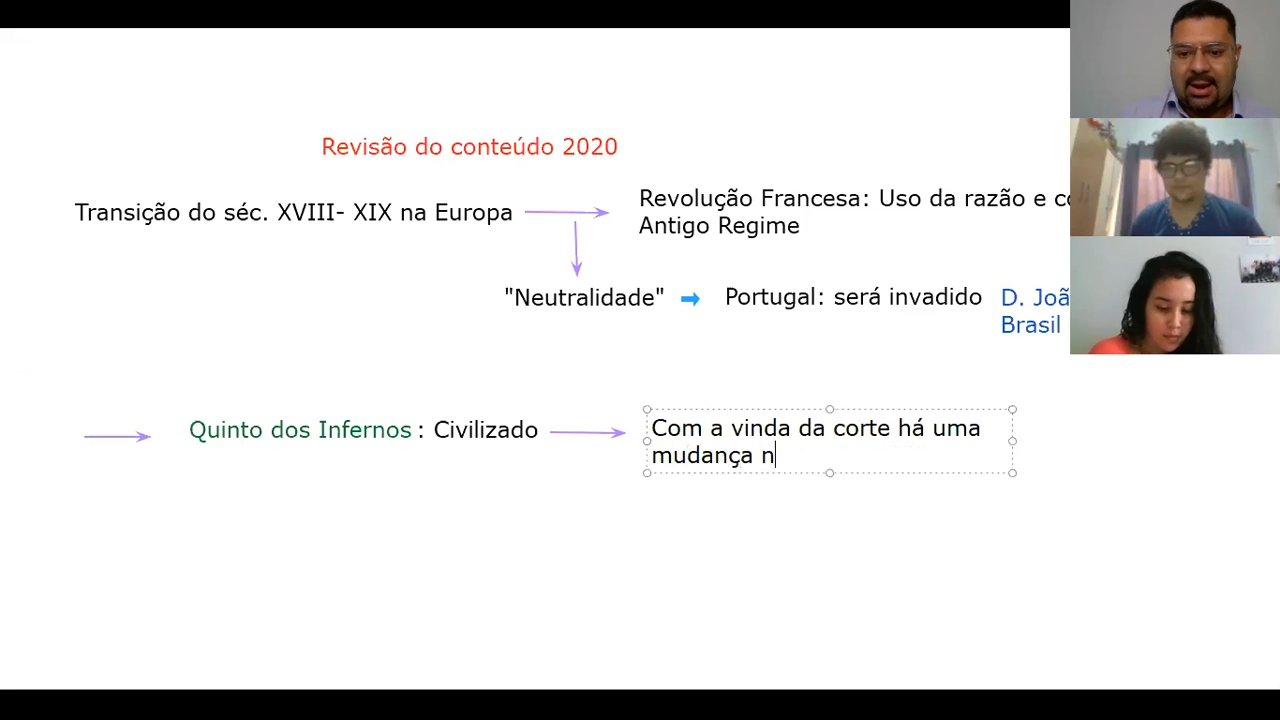 Revisão do conteúdo 2020
Transição do séc. XVIII- XIX na Europa
Revolução Francesa: Uso da razão e
Antigo Regime
"Neutralidade"
Portugal: será invadido
D.
Brasil
Quinto dos Infernos : Civilizado
Com a vinda da corte há uma
mudança n